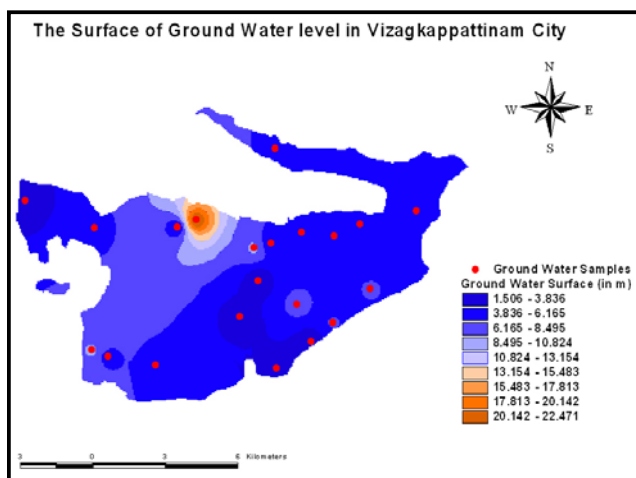 The Surface of Ground Water level in Vizagkappattinam City
N
W E
S
Ground Water Samples
Ground Water Surface (in m)
1.506 - 3.836
3.836 - 6.165
6.165 - 8.495
8.495 - 10.824
10.824 - 13.154
13.154 - 15.483
15.483 - 17.813
17.813 - 20.142
20.142 - 22.471
3 0 3 6 Kilometers